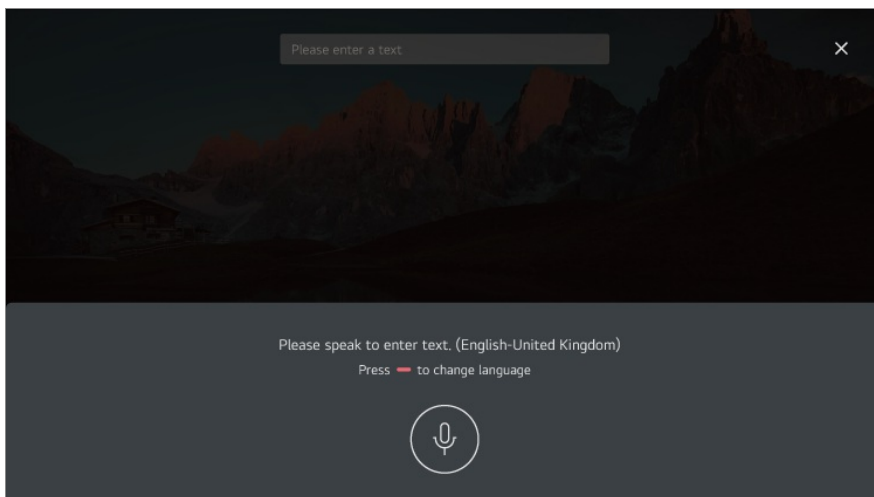 Please enter a text
Please speak to enter text. (English-United Kingdom)
Press to change language